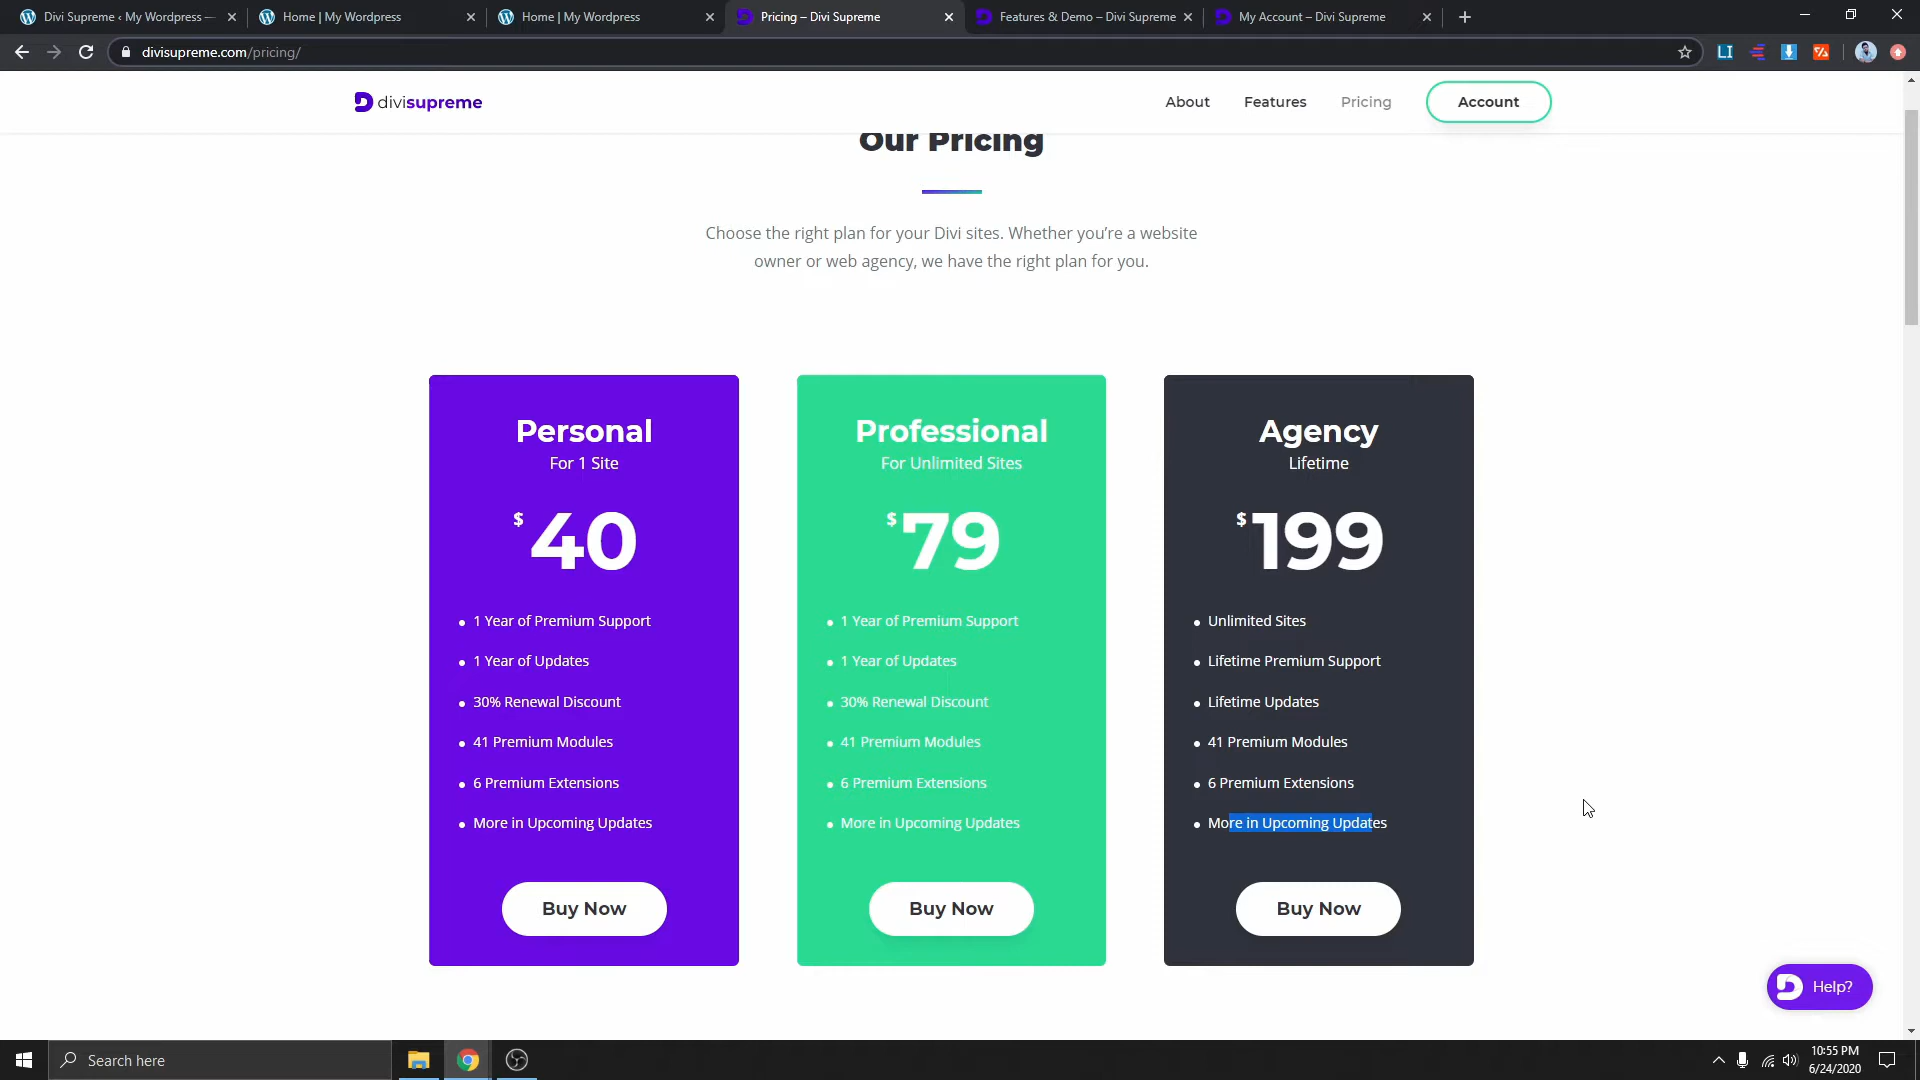 Divi Supreme ‹ My Wordpress —
Home | My Wordpress
Home | My Wordpress
Pricing – Divi Supreme
Features & Demo – Divi Supreme
My Account – Divi Supreme
divisupreme.com/pricing/
LI
divisupreme
About
Features
Pricing
Account
Our Pricing
Choose the right plan for your Divi sites. Whether you’re a website
owner or web agency, we have the right plan for you.
Personal
For 1 Site
$40
• 1 Year of Premium Support
• 1 Year of Updates
• 30% Renewal Discount
• 41 Premium Modules
• 6 Premium Extensions
• More in Upcoming Updates
Buy Now
Professional
For Unlimited Sites
$79
• 1 Year of Premium Support
• 1 Year of Updates
• 30% Renewal Discount
• 41 Premium Modules
• 6 Premium Extensions
• More in Upcoming Updates
Buy Now
Agency
Lifetime
$199
• Unlimited Sites
• Lifetime Premium Support
• Lifetime Updates
• 41 Premium Modules
• 6 Premium Extensions
• More in Upcoming Updates
Buy Now
Help?
Search here
10:55 PM
6/24/2020